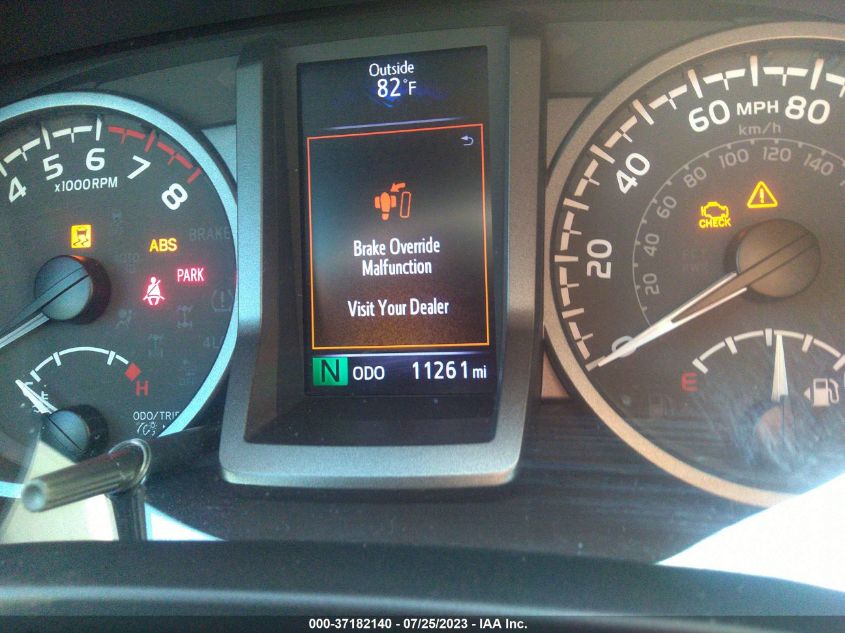 Outside
82°F
Brake Override
Malfunction
Visit Your Dealer
N ODO 11261 mi
4 5 6 7 8
x1000RPM
ABS BRAKE
PARK
4L
H
ODO/TRIP
0 20 40 60 MPH 80
km/h
20 40 60 80 100 120 140
CHECK
E
000-37182140 - 07/25/2023 - IAA Inc.